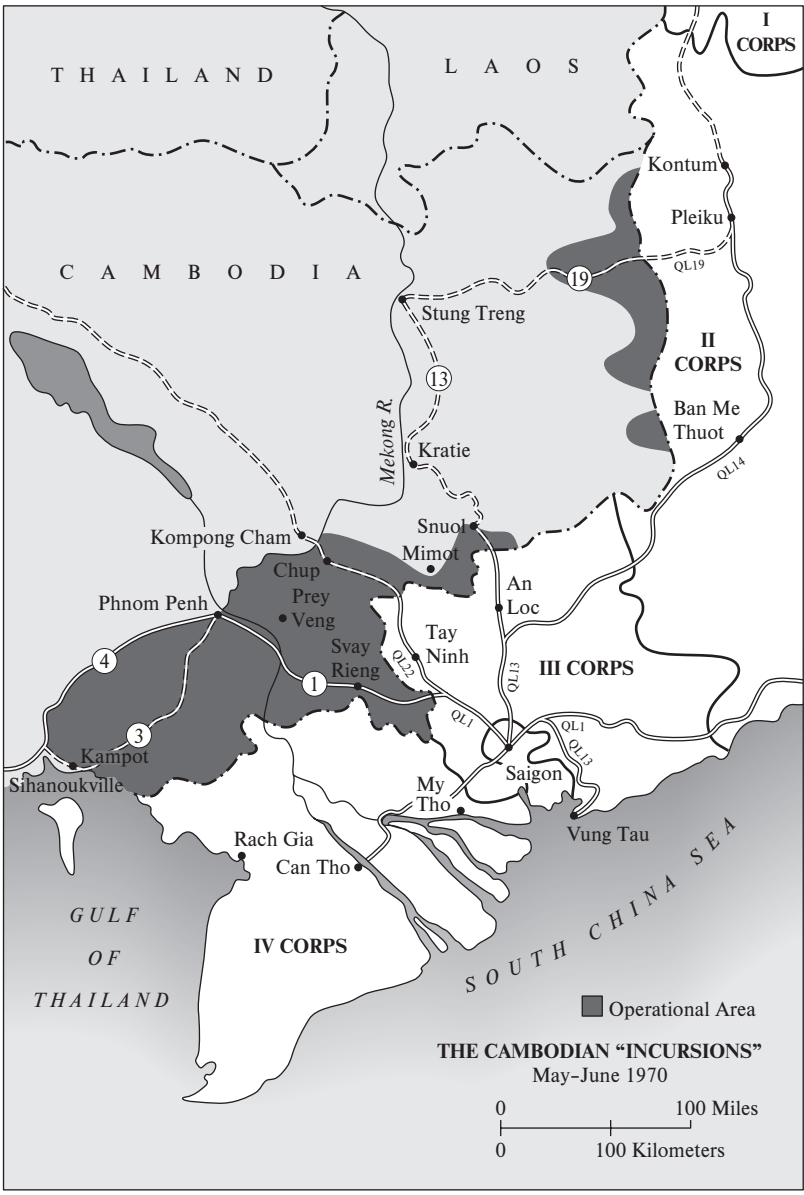 I
CORPS
THAILAND
LAOS
Kontum
Pleiku
CAMBODIA
QL19
19
Stung Treng
II
CORPS
13
Mekong R.
Ban Me
Thuot
QL14
Kratie
Snuol
Kompong Cham
Mimot
Chup
An
Loc
Prey
Veng
Phnom Penh
Tay
Ninh
Svay
Rieng
4
QL22
QL13
III CORPS
1
3
QL1
QL1
QL13
Kampot
Sihanoukville
Saigon
My
Tho
Vung Tau
Rach Gia
Can Tho
GULF
OF
THAILAND
SOUTH CHINA SEA
IV CORPS
Operational Area
THE CAMBODIAN “INCURSIONS”
May–June 1970
0 100 Miles
0 100 Kilometers